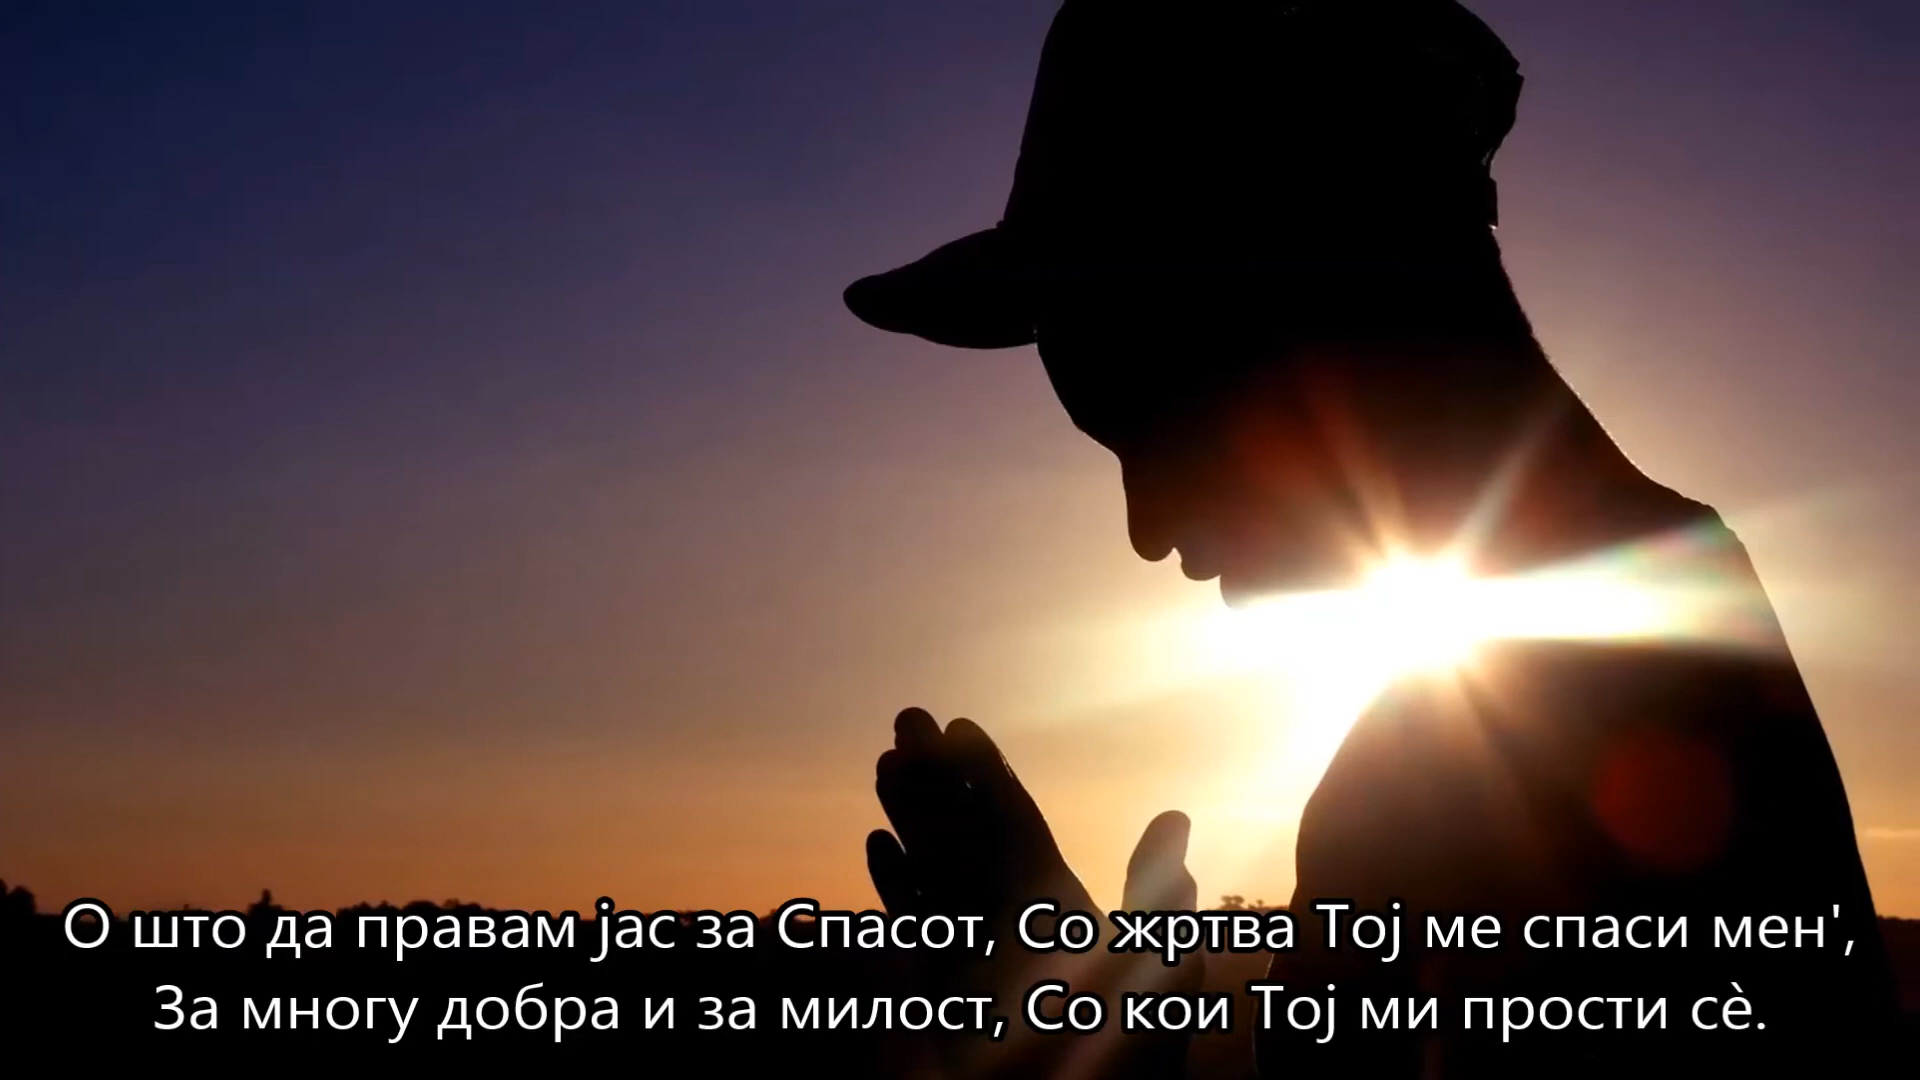 О што да правам јас за Спасот, Со жртва Тој ме спаси мен',
За многу добра и за милост, Со кои Тој ми прости сѐ.